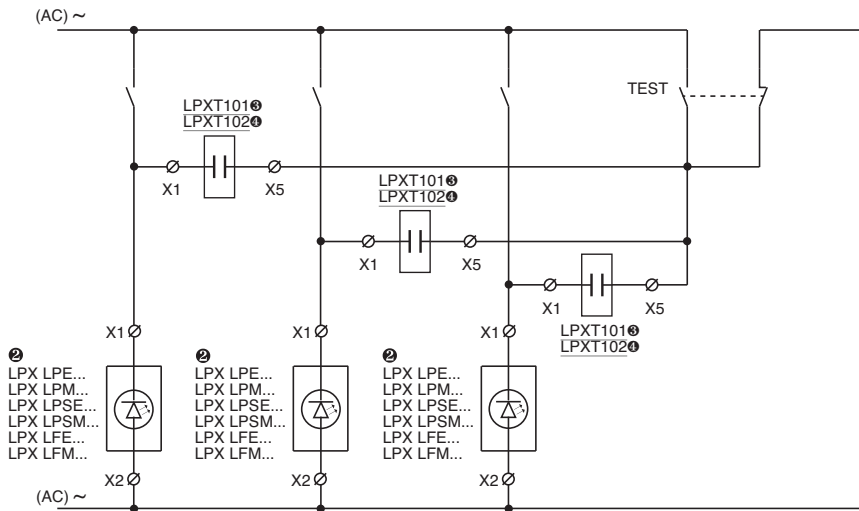 (AC) ~
TEST
LPXT101❸
LPXT102❹
X1
X5
LPXT101❸
LPXT102❹
X1
X5
X1
X5
LPXT101❸
LPXT102❹
X1
X1
X1
❷
LPX LPE...
LPX LPM...
LPX LPSE...
LPX LPSM...
LPX LFE...
LPX LFM...
❷
LPX LPE...
LPX LPM...
LPX LPSE...
LPX LPSM...
LPX LFE...
LPX LFM...
❷
LPX LPE...
LPX LPM...
LPX LPSE...
LPX LPSM...
LPX LFE...
LPX LFM...
X2
X2
X2
(AC) ~